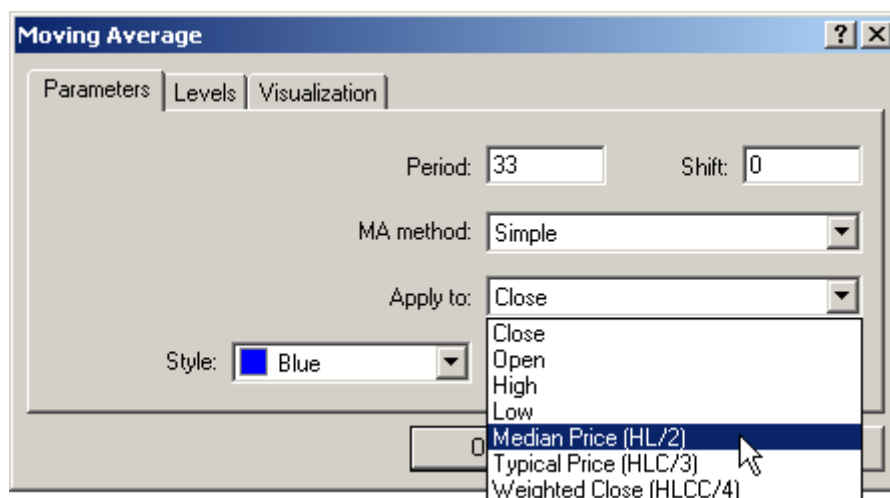 Moving Average
Parameters Levels Visualization
Period: 33 Shift: 0
MA method: Simple
Apply to: Close
Close
Style: Blue Open
High
Low
Median Price (HL/2)
Typical Price (HLC/3)
Weighted Close (HLCC/4)